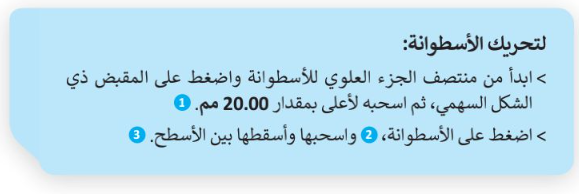 لتحريك الأسطوانة:
> ابدأ من منتصف الجزء العلوي للأسطوانة واضغط على المقبض ذي
الشكل السهمي، ثم اسحبه لأعلى بمقدار 20.00 مم. 1
> اضغط على الأسطوانة، 2 واسحبها وأسقطها بين الأسطح. 3